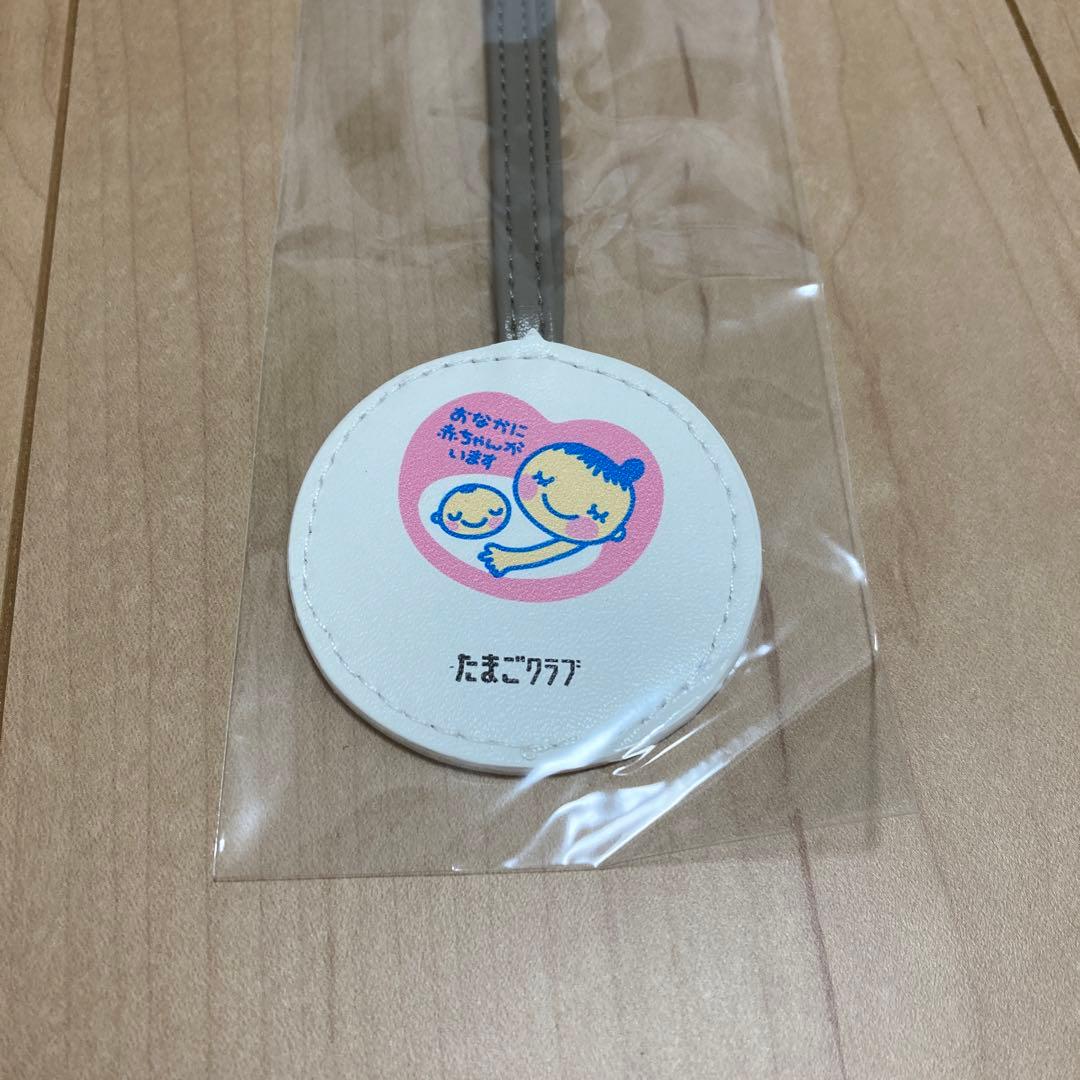 おなかに
赤ちゃんが
います
たまごクラブ